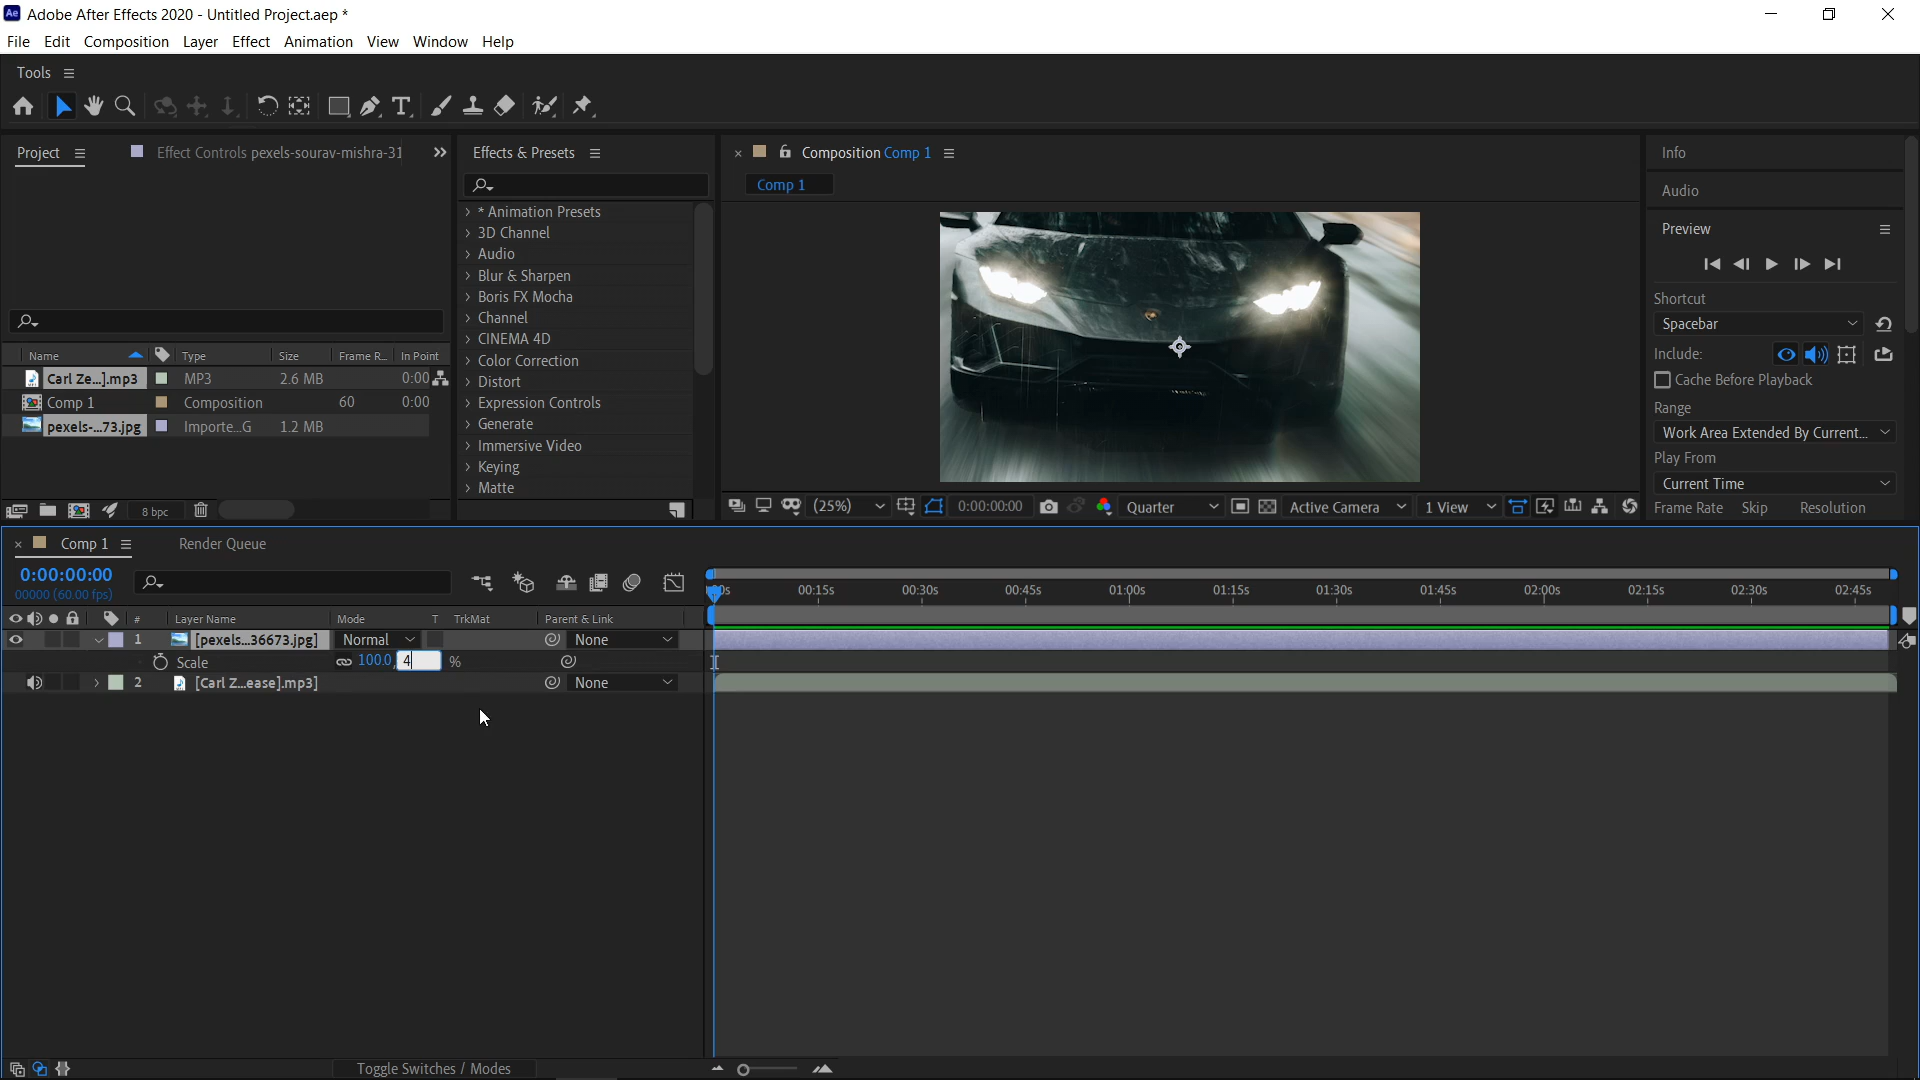 Adobe After Effects 2020 - Untitled Project.aep *
File Edit Composition Layer Effect Animation View Window Help
Tools
Project Effect Controls pexels-sourav-mishra-31
Name Type Size Frame R... In Point
Carl Ze...].mp3 MP3 2.6 MB 0:00
Comp 1 Composition 60 0:00
pexels-...73.jpg Importe...G 1.2 MB
8 bpc
Effects & Presets
* Animation Presets
3D Channel
Audio
Blur & Sharpen
Boris FX Mocha
Channel
CINEMA 4D
Color Correction
Distort
Expression Controls
Generate
Immersive Video
Keying
Matte
Composition Comp 1
Comp 1
(25%) 0:00:00:00 Quarter Active Camera 1 View
Info
Audio
Preview
Shortcut
Spacebar
Include:
Cache Before Playback
Range
Work Area Extended By Current...
Play From
Current Time
Frame Rate Skip Resolution
Comp 1 Render Queue
0:00:00:00
00000 (60.00 fps)
00s 00:15s 00:30s 00:45s 01:00s 01:15s 01:30s 01:45s 02:00s 02:15s 02:30s 02:45s
# Layer Name Mode T TrkMat Parent & Link
1 [pexels...36673.jpg] Normal None
Scale 100.0, 4 %
2 [Carl Z...ease].mp3] None
Toggle Switches / Modes